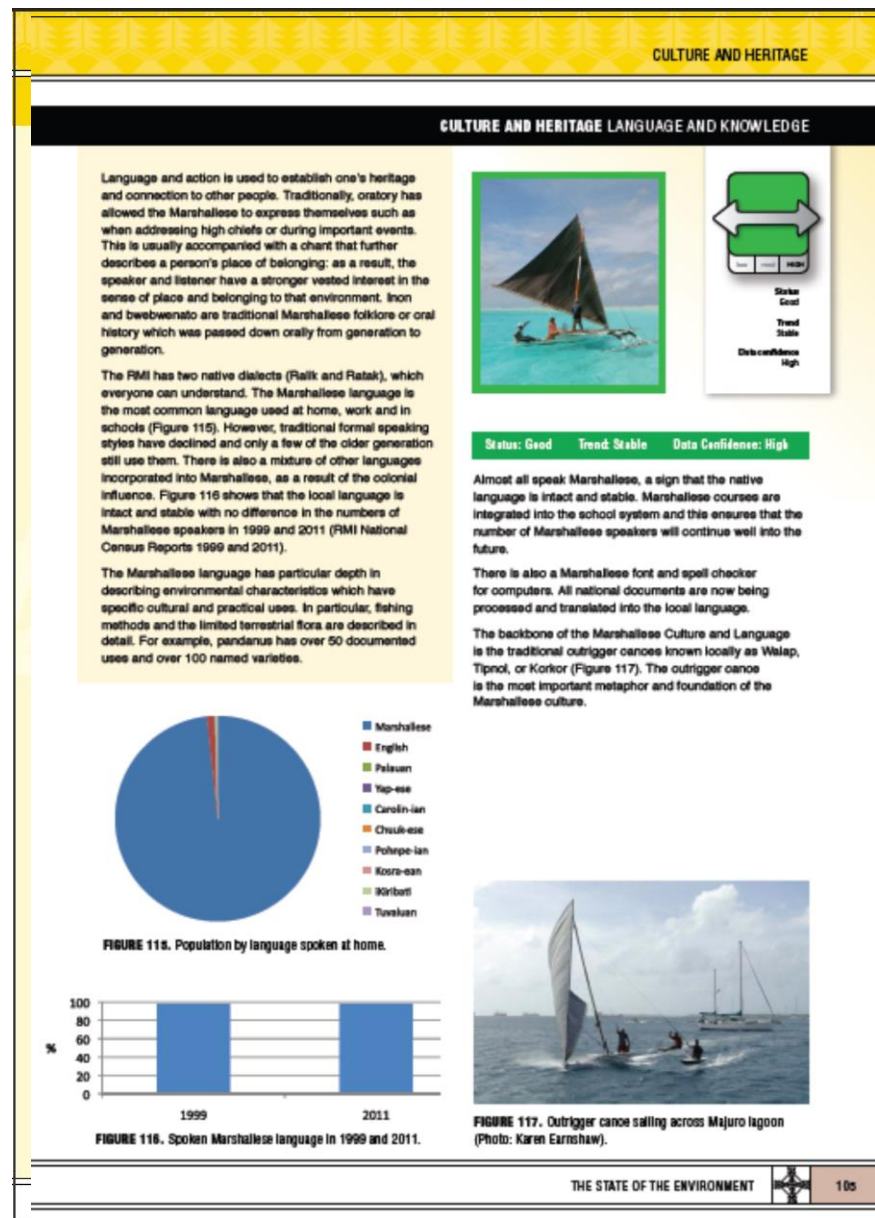 CULTURE AND HERITAGE
CULTURE AND HERITAGE LANGUAGE AND KNOWLEDGE
Language and action is used to establish one's heritage
and connection to other people. Traditionally, oratory has
allowed the Marshallese to express themselves such as
when addressing high chiefs or during important events.
This is usually accompanied with a chant that further
describes a person's place of belonging: as a result, the
speaker and listener have a stronger vested interest in the
sense of place and belonging to that environment. Inon
and bwebwenato are traditional Marshallese folklore or oral
history which was passed down orally from generation to
generation.
The RMI has two native dialects (Ralik and Ratak), which
everyone can understand. The Marshallese language is
the most common language used at home, work and in
schools (Figure 115). However, traditional formal speaking
styles have declined and only a few of the older generation
still use them. There is also a mixture of other languages
incorporated into Marshallese, as a result of the colonial
influence. Figure 116 shows that the local language is
intact and stable with no difference in the numbers of
Marshallese speakers in 1999 and 2011 (RMI National
Census Reports 1999 and 2011).
The Marshallese language has particular depth in
describing environmental characteristics which have
specific cultural and practical uses. In particular, fishing
methods and the limited terrestrial flora are described in
detail. For example, pandanus has over 50 documented
uses and over 100 named varieties.
Marshallese
English
Palauan
Yap-ese
Carolin-ian
Chuuk-ese
Pohnpe-ian
Kosra-ean
iKiribati
Tuvaluan
FIGURE 115. Population by language spoken at home.
100
80
60
40
20
0
%
1999 2011
FIGURE 116. Spoken Marshallese language in 1999 and 2011.
HIGH
Status
Good
Trend
Stable
Data confidence
High
Status: Good Trend: Stable Data Confidence: High
Almost all speak Marshallese, a sign that the native
language is intact and stable. Marshallese courses are
integrated into the school system and this ensures that the
number of Marshallese speakers will continue well into the
future.
There is also a Marshallese font and spell checker
for computers. All national documents are now being
processed and translated into the local language.
The backbone of the Marshallese Culture and Language
is the traditional outrigger canoes known locally as Walap,
Tipnol, or Korkor (Figure 117). The outrigger canoe
is the most important metaphor and foundation of the
Marshallese culture.
FIGURE 117. Outrigger canoe sailing across Majuro lagoon
(Photo: Karen Earnshaw).
THE STATE OF THE ENVIRONMENT 105